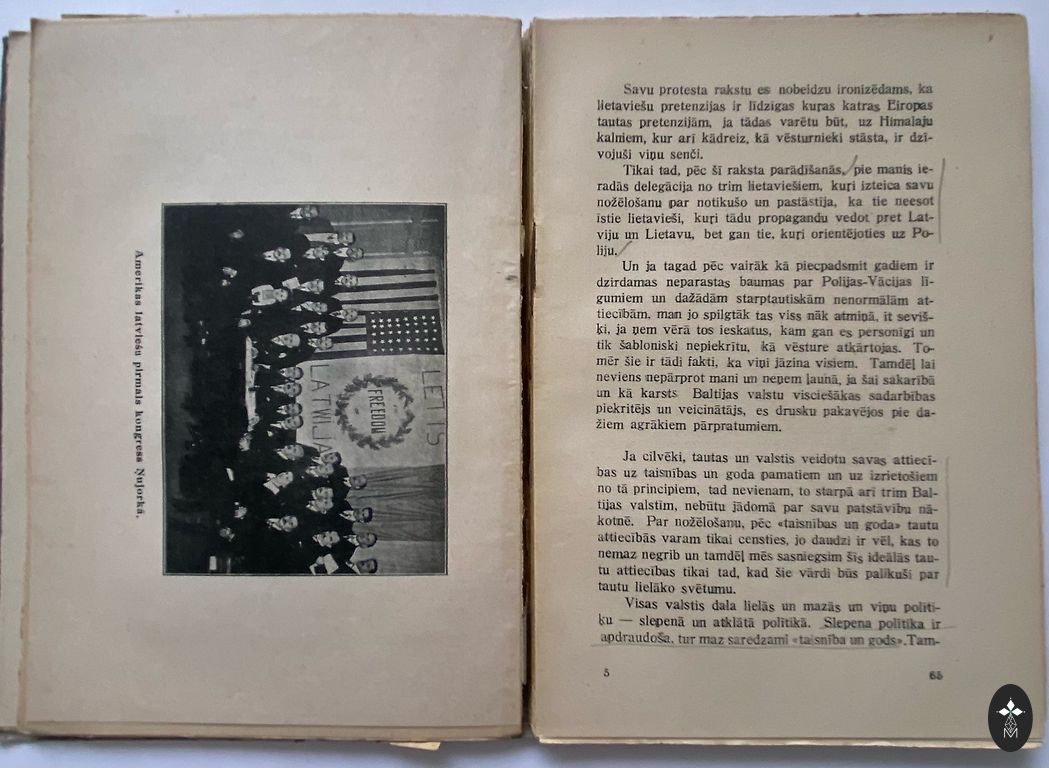 Amerikas latviešu pirmais kongress Ņujorkā.
LETTS
LATWIJA
FREEDOM
Savu protesta rakstu es nobeidzu ironizēdams, ka
lietaviešu pretenzijas ir līdzīgas kuŗas katras Eiropas
tautas pretenzijām, ja tādas varētu būt, uz Himalaju
kalniem, kur arī kādreiz, kā vēsturnieki stāsta, ir dzī-
vojuši viņu senči.
Tikai tad, pēc šī raksta parādīšanās, pie manis ie-
radās delegācija no trim lietaviešiem, kuŗi izteica savu
nožēlošanu par notikušo un pastāstīja, ka tie neesot
īstie lietavieši, kuŗi tādu propagandu vedot pret Lat-
viju un Lietavu, bet gan tie, kuŗi orientējoties uz Po-
liju.
Un ja tagad pēc vairāk kā piecpadsmit gadiem ir
dzirdamas neparastas baumas par Polijas-Vācijas lī-
gumiem un dažādām starptautiskām nenormālām at-
tiecībām, man jo spilgtāk tas viss nāk atmiņā, it seviš-
ķi, ja ņem vērā tos ieskatus, kam gan es personīgi un
tik šabloniski nepiekrītu, kā vēsture atkārtojas. To-
mēr šie ir tādi fakti, ka viņi jāzina visiem. Tamdēļ lai
neviens nepārprot mani un neņem ļaunā, ja šai sakarībā
un kā karsts Baltijas valstu visciešākas sadarbības
piekritējs un veicinātājs, es drusku pakavējos pie da-
žiem agrākiem pārpratumiem.
Ja cilvēki, tautas un valstis veidotu savas attiecī-
bas uz taisnības un goda pamatiem un uz izrietošiem
no tā principiem, tad nevienam, to starpā arī trim Bal-
tijas valstīm, nebūtu jādomā par savu patstāvību nā-
kotnē. Par nožēlošanu, pēc «taisnības un goda» tautu
attiecībās varam tikai censties, jo daudzi ir vēl, kas to
nemaz negrib un tamdēļ mēs sasniegsim šīs ideālās tau-
tu attiecības tikai tad, kad šie vārdi būs palikuši par
tautu lielāko svētumu.
Visas valstis dala lielās un mazās un viņu politi-
ķu — slepenā un atklātā politikā. Slepena politika ir
apdraudoša, tur maz saredzami «taisnība un gods». Tam-
5 65
M